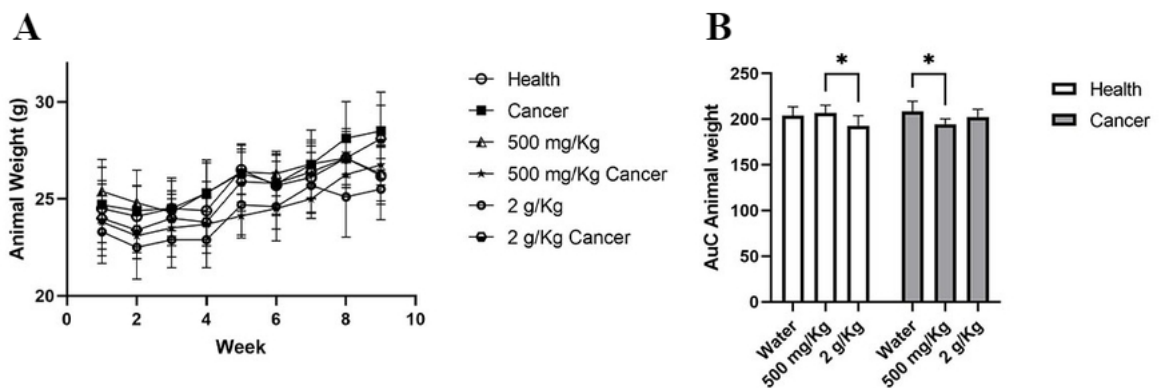 A
Animal Weight (g)
30
25
20
0
2
4
6
8
10
Week
Health
Cancer
500 mg/Kg
500 mg/Kg Cancer
2 g/Kg
2 g/Kg Cancer
B
AuC Animal weight
250
200
150
100
50
0
*
*
Water
500 mg/Kg
2 g/Kg
Water
500 mg/Kg
2 g/Kg
Health
Cancer